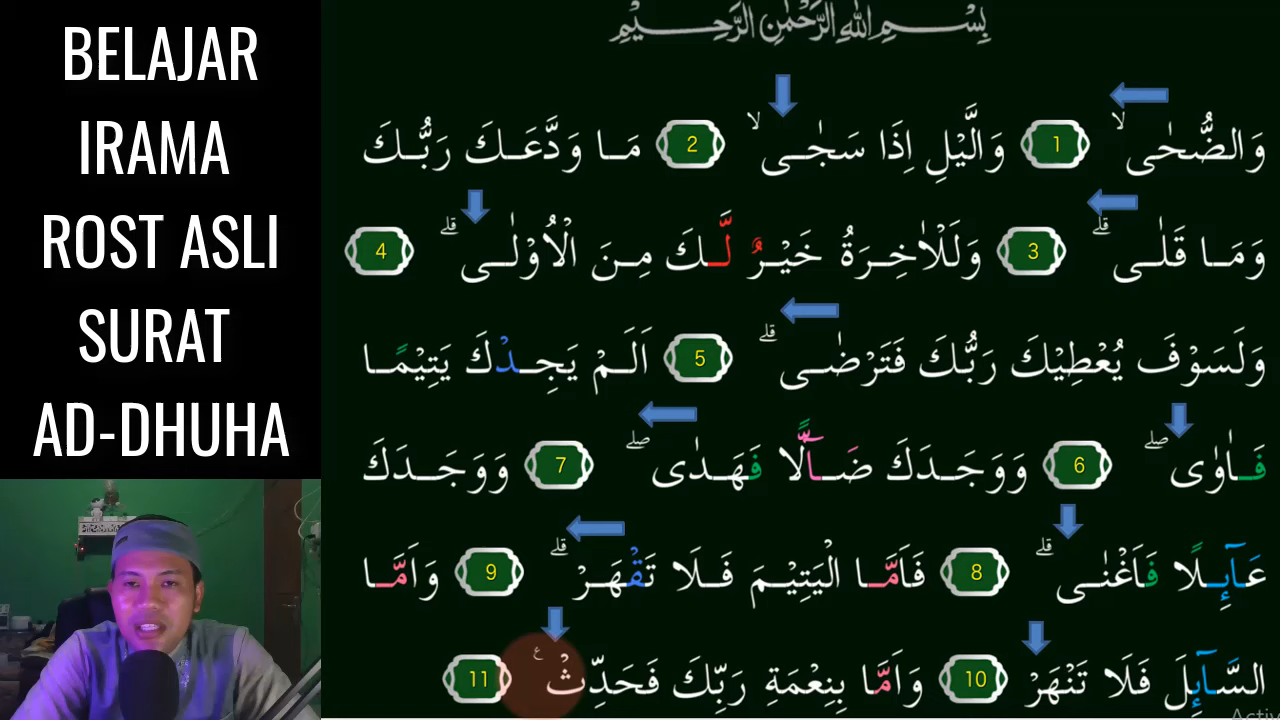 BELAJAR
IRAMA
ROST ASLI
SURAT
AD-DHUHA
بِسْمِ اللهِ الرَّحْمٰنِ الرَّحِيْمِ
وَالضُّحٰىۙ 1 وَالَّيْلِ اِذَا سَجٰىۙ 2 مَا وَدَّعَكَ رَبُّكَ
وَمَا قَلٰىۗ 3 وَلَلْاٰخِرَةُ خَيْرٌ لَّكَ مِنَ الْاُوْلٰىۗ 4
وَلَسَوْفَ يُعْطِيْكَ رَبُّكَ فَتَرْضٰىۗ 5 اَلَمْ يَجِدْكَ يَتِيْمًا
فَاٰوٰىۖ 6 وَوَجَدَكَ ضَاۤلًّا فَهَدٰىۖ 7 وَوَجَدَكَ
عَاۤىِٕلًا فَاَغْنٰىۗ 8 فَاَمَّا الْيَتِيْمَ فَلَا تَقْهَرْۗ 9 وَاَمَّا
السَّاۤىِٕلَ فَلَا تَنْهَرْ 10 وَاَمَّا بِنِعْمَةِ رَبِّكَ فَحَدِّثْ ع 11